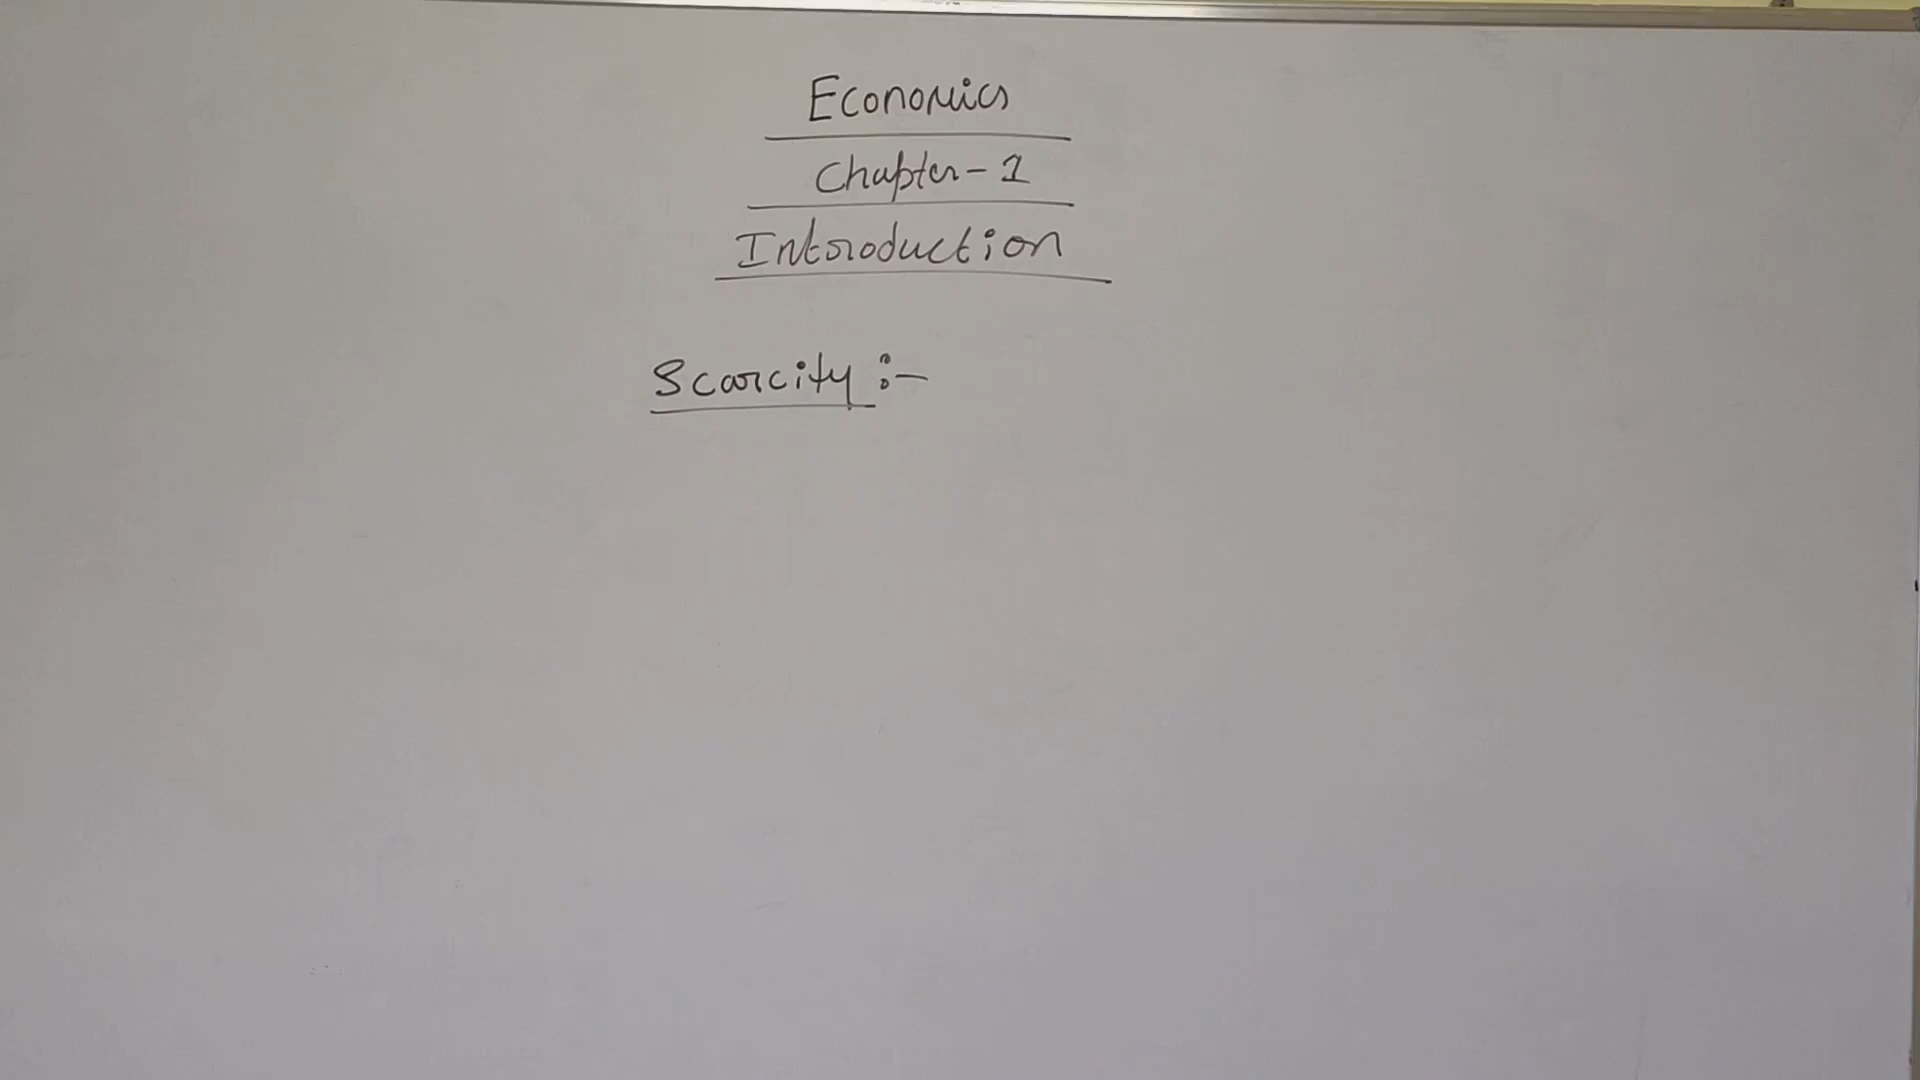 Economics
Chapter-1
Introduction
Scarcity :-